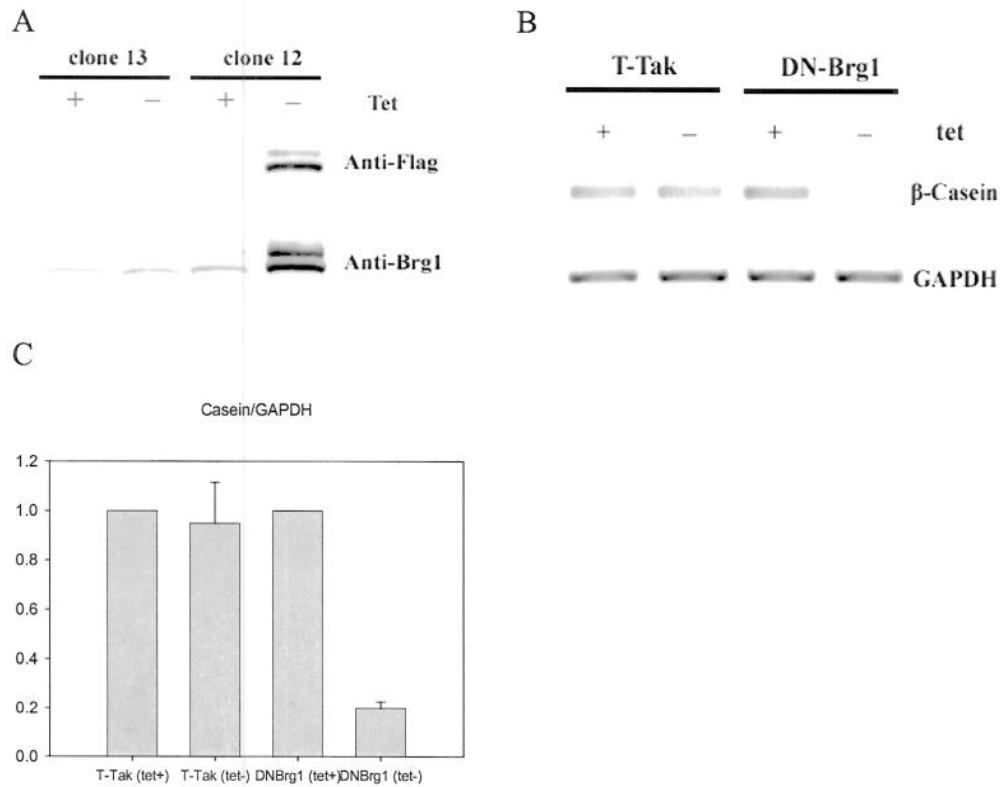 A
clone 13 clone 12
+ − + − Tet
Anti-Flag
Anti-Brg1
B
T-Tak DN-Brg1
+ − + − tet
β-Casein
GAPDH
C
Casein/GAPDH
1.2
1.0
0.8
0.6
0.4
0.2
0.0
T-Tak (tet+) T-Tak (tet-) DNBrg1 (tet+) DNBrg1 (tet-)